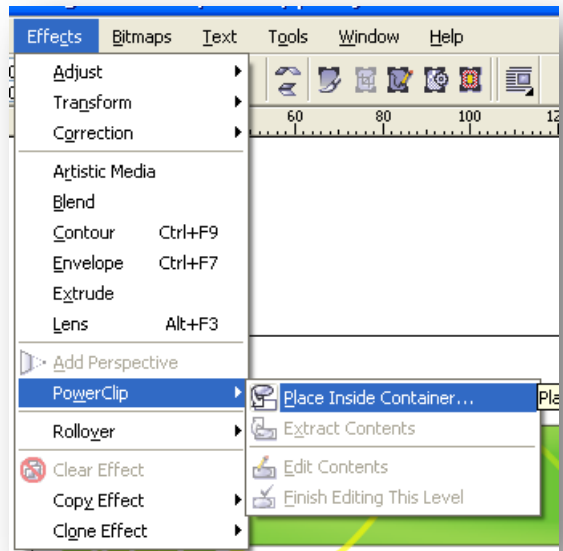 Effects Bitmaps Text Tools Window Help
Adjust
Transform
60 80 100 12
Correction
Artistic Media
Blend
Contour Ctrl+F9
Envelope Ctrl+F7
Extrude
Lens Alt+F3
Add Perspective
PowerClip
Place Inside Container...
Pla
Rollover
Extract Contents
Clear Effect
Edit Contents
Copy Effect
Finish Editing This Level
Clone Effect